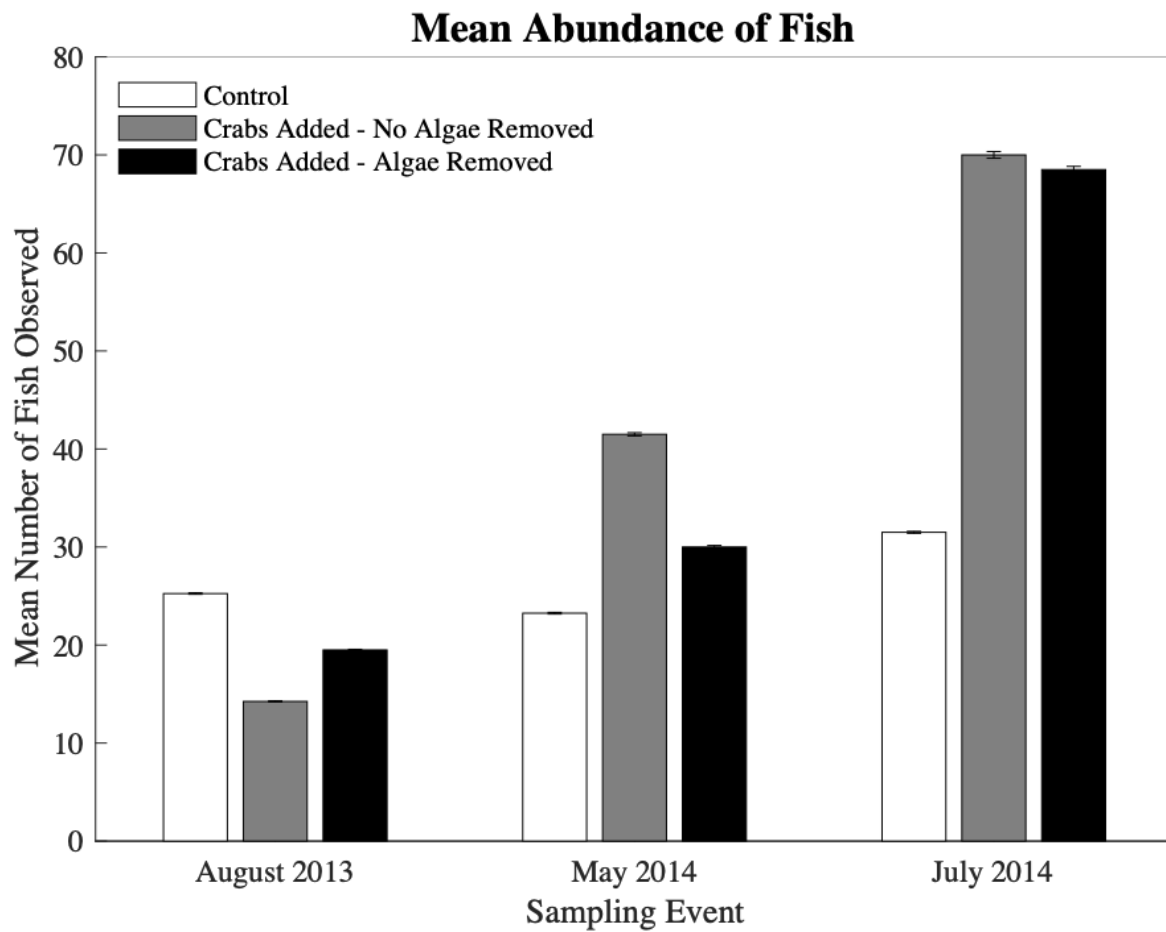 Mean Abundance of Fish
80
70
60
50
40
30
20
10
0
Mean Number of Fish Observed
Control
Crabs Added - No Algae Removed
Crabs Added - Algae Removed
August 2013
May 2014
July 2014
Sampling Event